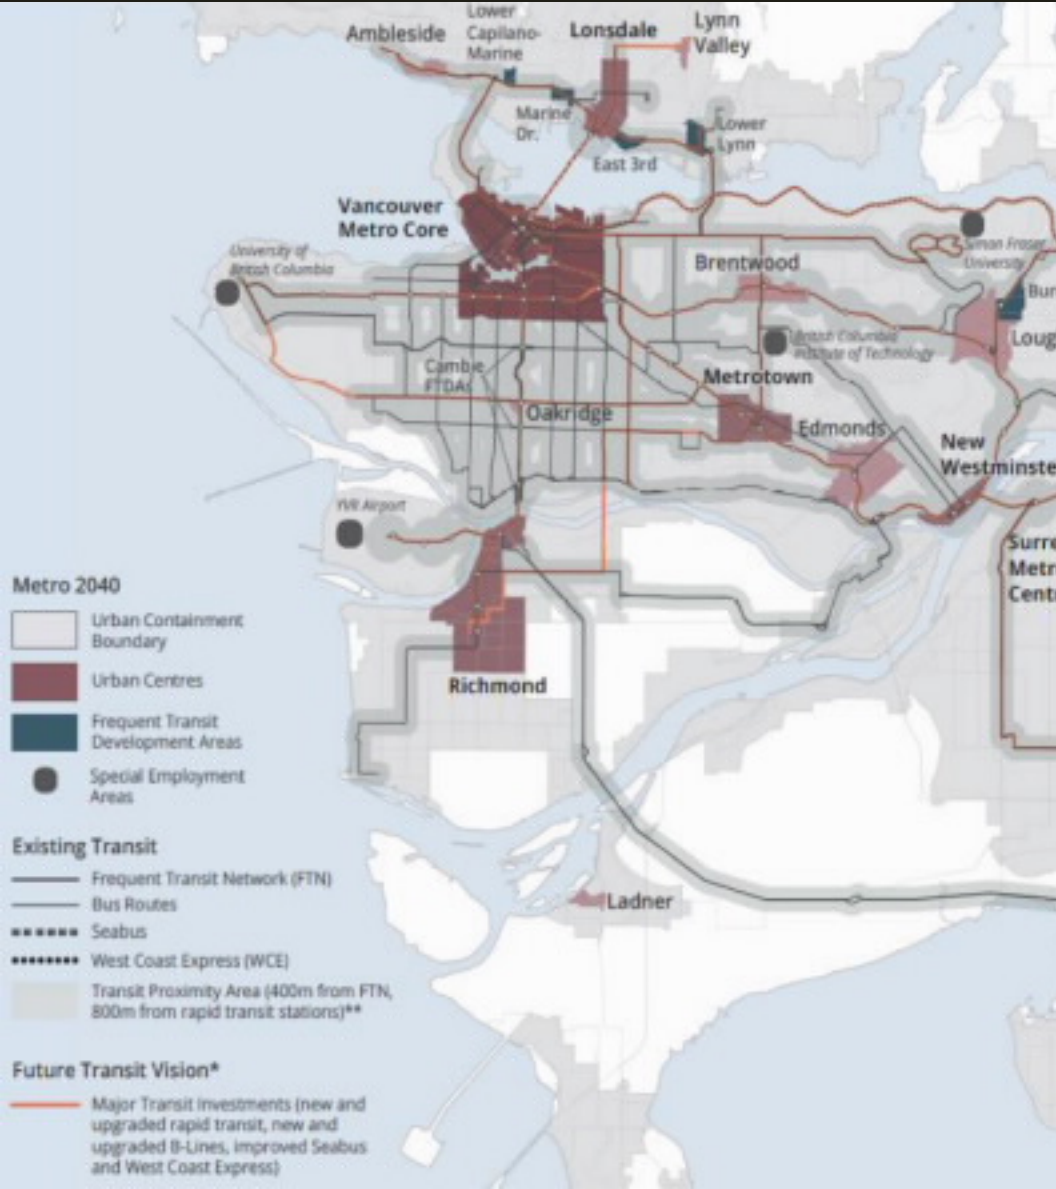 Lower
Capilano-
Marine
Ambleside
Lonsdale
Lynn
Valley
Marine
Dr.
Lower
Lynn
East 3rd
Vancouver
Metro Core
University of
British Columbia
Simon Fraser
University
Brentwood
Bur
Loug
British Columbia
Institute of Technology
Cambie
FTDAs
Metrotown
Oakridge
Edmonds
New
Westminste
YVR Airport
Surre
Metr
Centr
Richmond
Ladner
Metro 2040
Urban Containment
Boundary
Urban Centres
Frequent Transit
Development Areas
Special Employment
Areas
Existing Transit
Frequent Transit Network (FTN)
Bus Routes
Seabus
West Coast Express (WCE)
Transit Proximity Area (400m from FTN,
800m from rapid transit stations)**
Future Transit Vision*
Major Transit Investments (new and
upgraded rapid transit, new and
upgraded B-Lines, improved Seabus
and West Coast Express)